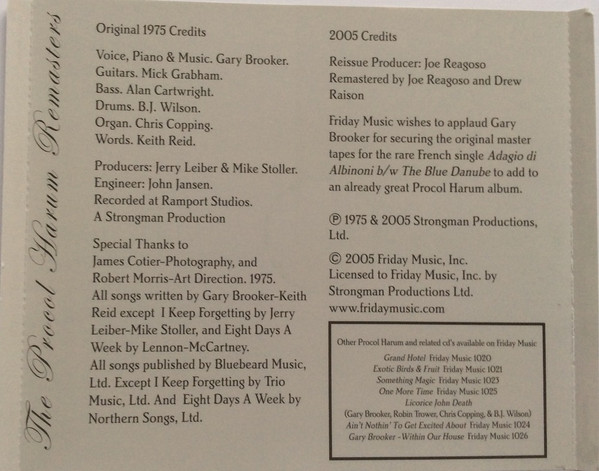 The Procol Harum Remasters
Original 1975 Credits
Voice, Piano & Music. Gary Brooker.
Guitars. Mick Grabham.
Bass. Alan Cartwright.
Drums. B.J. Wilson.
Organ. Chris Copping.
Words. Keith Reid.
Producers: Jerry Leiber & Mike Stoller.
Engineer: John Jansen.
Recorded at Ramport Studios.
A Strongman Production
Special Thanks to
James Cotier-Photography, and
Robert Morris-Art Direction. 1975.
All songs written by Gary Brooker-Keith
Reid except I Keep Forgetting by Jerry
Leiber-Mike Stoller, and Eight Days A
Week by Lennon-McCartney.
All songs published by Bluebeard Music,
Ltd. Except I Keep Forgetting by Trio
Music, Ltd. And Eight Days A Week by
Northern Songs, Ltd.
2005 Credits
Reissue Producer: Joe Reagoso
Remastered by Joe Reagoso and Drew
Raison
Friday Music wishes to applaud Gary
Brooker for securing the original master
tapes for the rare French single Adagio di
Albinoni b/w The Blue Danube to add to
an already great Procol Harum album.
℗ 1975 & 2005 Strongman Productions,
Ltd.
© 2005 Friday Music, Inc.
Licensed to Friday Music, Inc. by
Strongman Productions Ltd.
www.fridaymusic.com
Other Procol Harum and related cd's available on Friday Music
Grand Hotel Friday Music 1020
Exotic Birds & Fruit Friday Music 1021
Something Magic Friday Music 1023
One More Time Friday Music 1025
Licorice John Death
(Gary Brooker, Robin Trower, Chris Copping, & B.J. Wilson)
Ain't Nothin' To Get Excited About Friday Music 1024
Gary Brooker - Within Our House Friday Music 1026